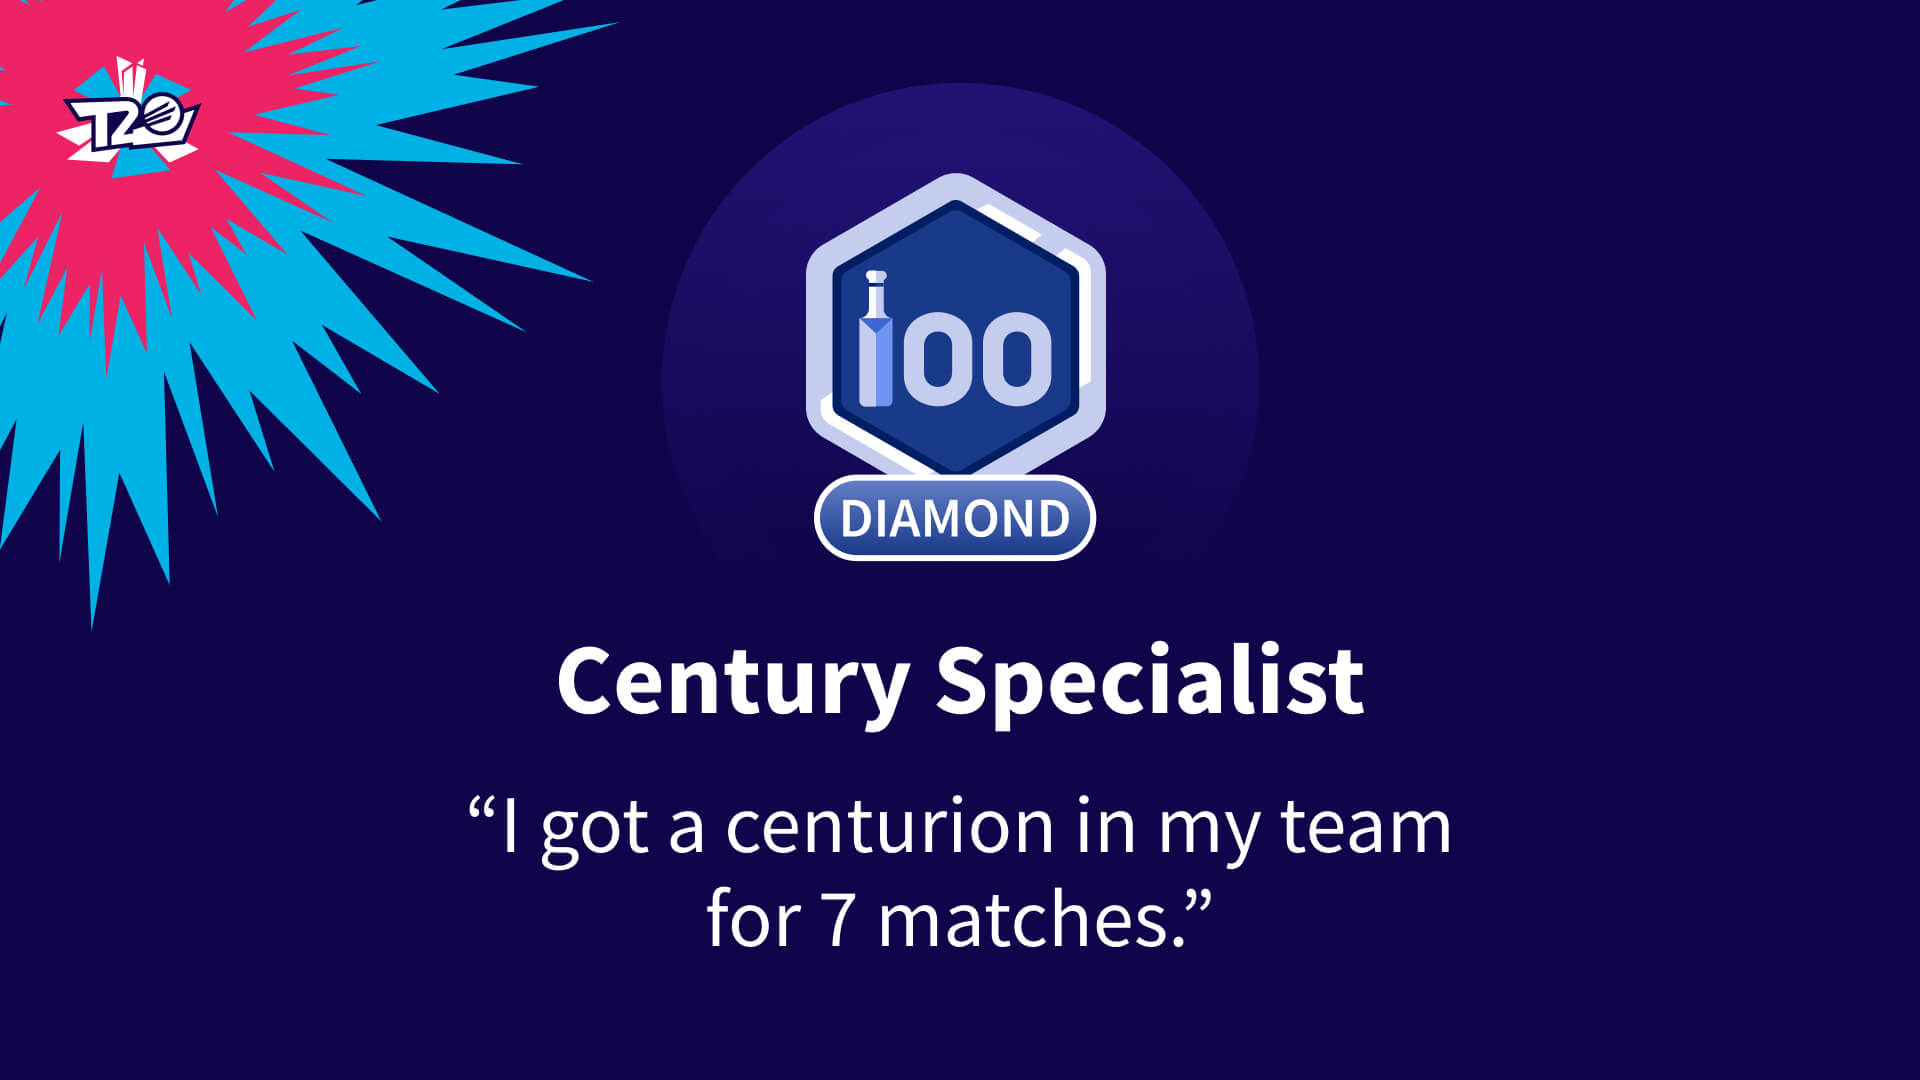 T20
100
DIAMOND
Century Specialist
“I got a centurion in my team
for 7 matches.”